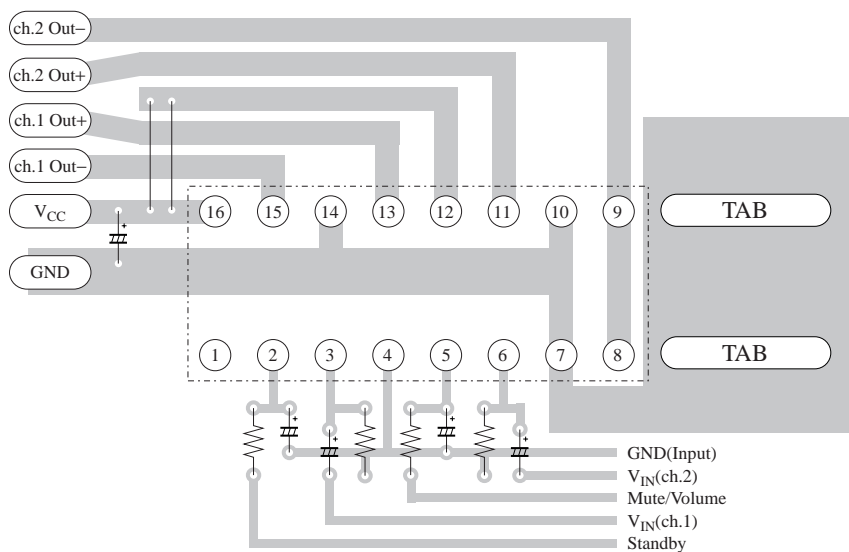 ch.2 Out−
ch.2 Out+
ch.1 Out+
ch.1 Out−
VCC
GND
16 15 14 13 12 11 10 9 TAB
1 2 3 4 5 6 7 8 TAB
+
+ + + + +
GND(Input)
VIN(ch.2)
Mute/Volume
VIN(ch.1)
Standby